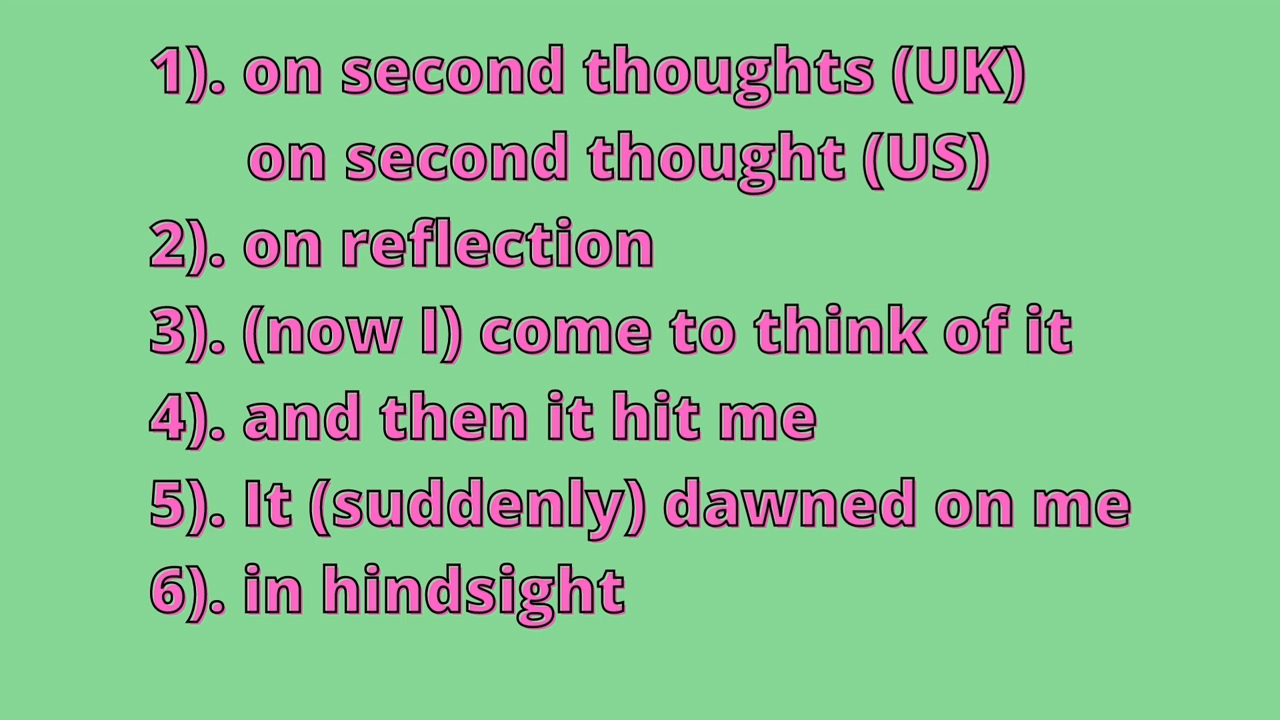 1). on second thoughts (UK)
on second thought (US)
2). on reflection
3). (now I) come to think of it
4). and then it hit me
5). It (suddenly) dawned on me
6). in hindsight